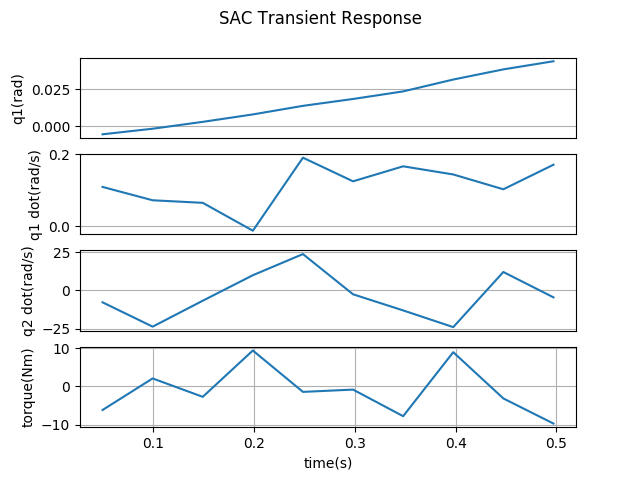 SAC Transient Response
q1(rad)
0.025
0.000
q1 dot(rad/s)
0.2
0.0
q2 dot(rad/s)
25
0
−25
torque(Nm)
10
0
−10
0.1 0.2 0.3 0.4 0.5
time(s)